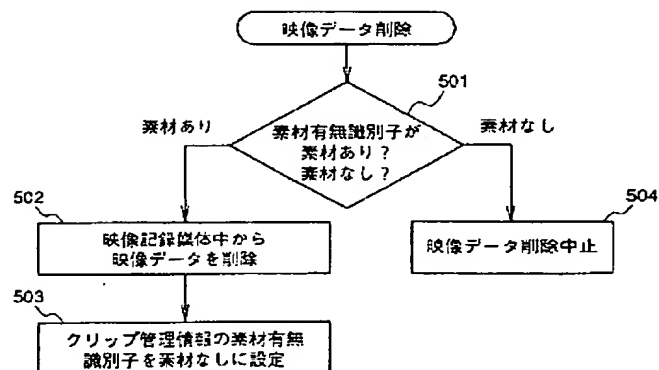 映像データ削除
501
素材有無識別子が
素材あり?
素材なし?
素材あり
素材なし
502
映像記録媒体中から
映像データを削除
504
映像データ削除中止
503
クリップ管理情報の素材有無
識別子を素材なしに設定